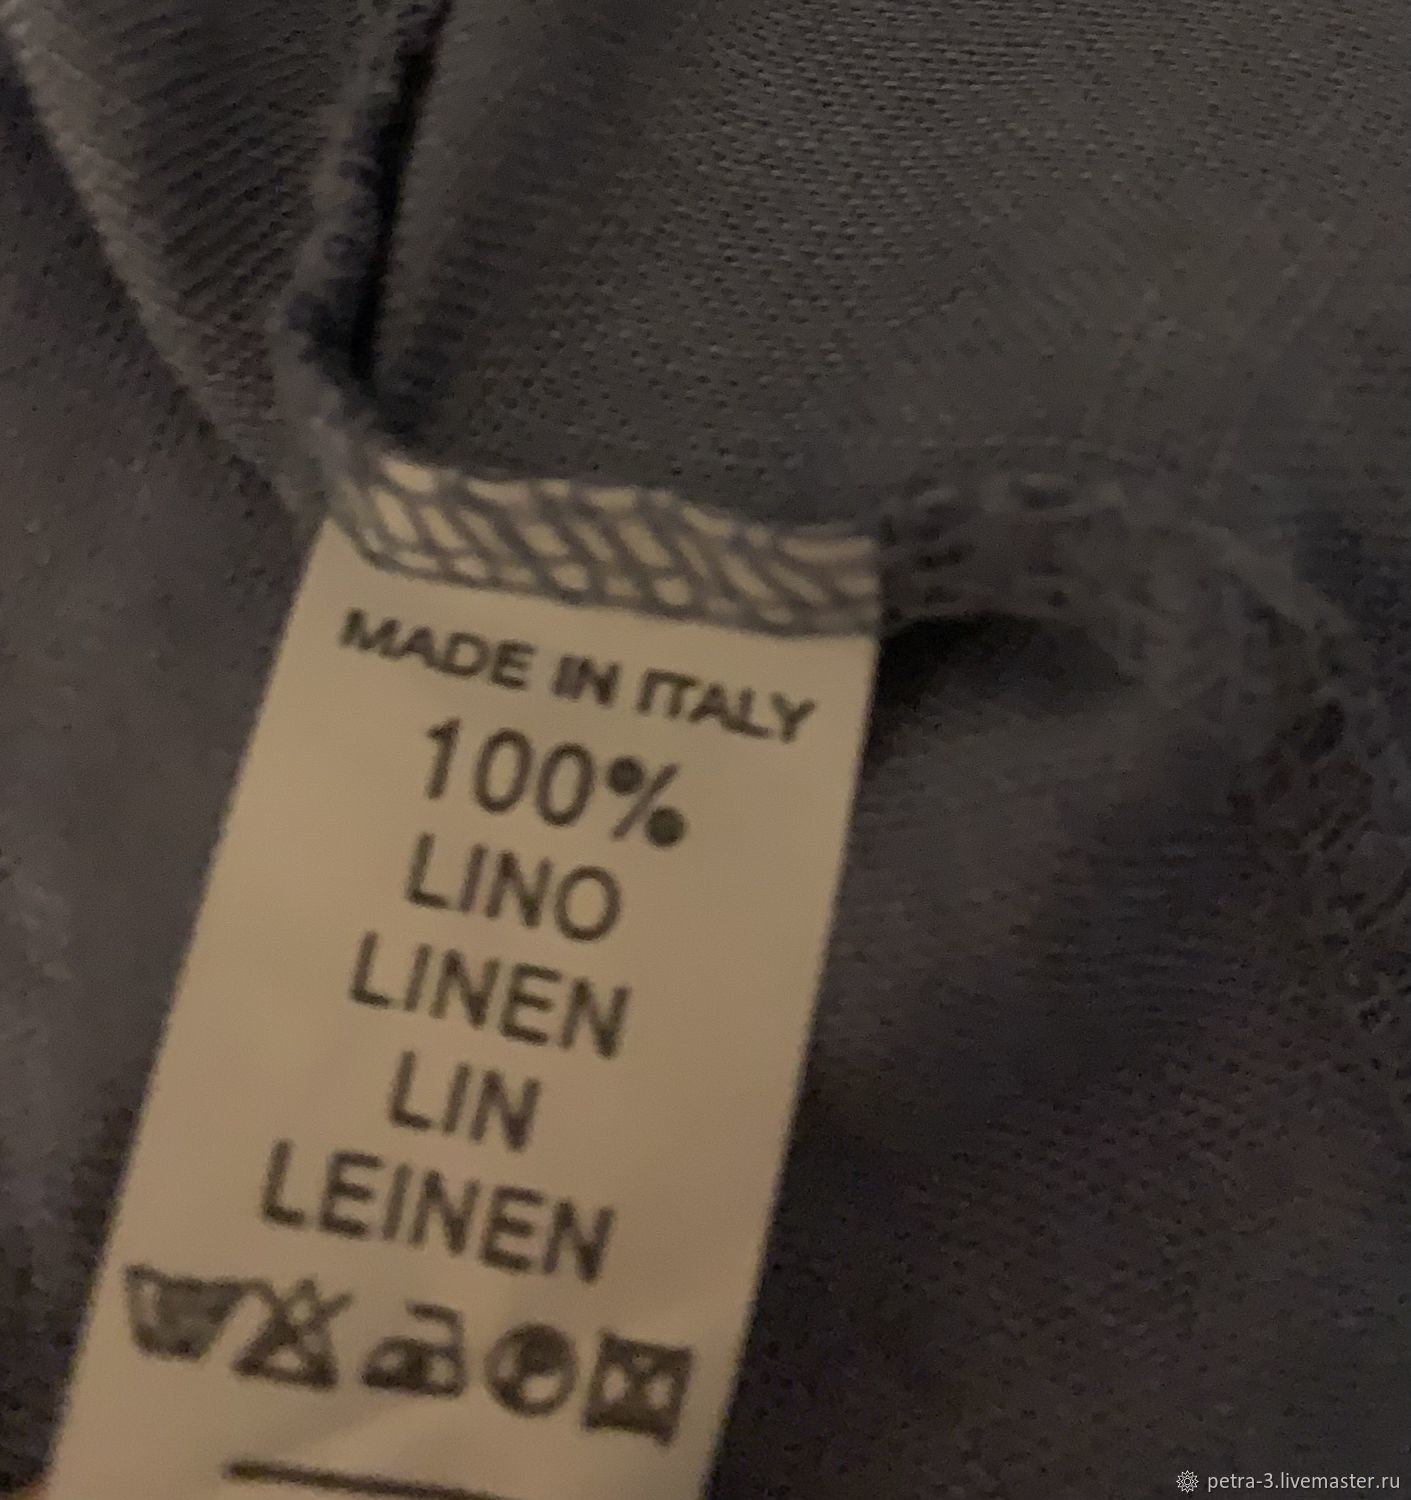 MADE IN ITALY
100%
LINO
LINEN
LIN
LEINEN
petra-3.livemaster.ru